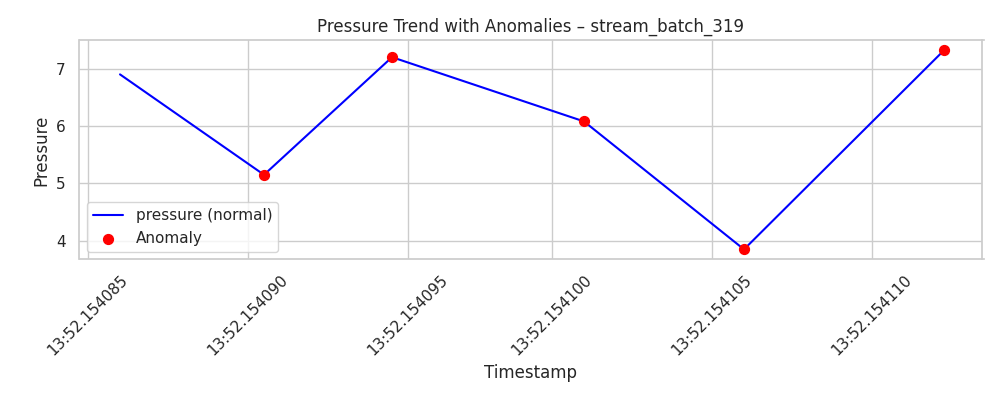 Pressure Trend with Anomalies – stream_batch_319
Pressure
7
6
5
4
pressure (normal)
Anomaly
13:52.154085
13:52.154090
13:52.154095
13:52.154100
13:52.154105
13:52.154110
Timestamp